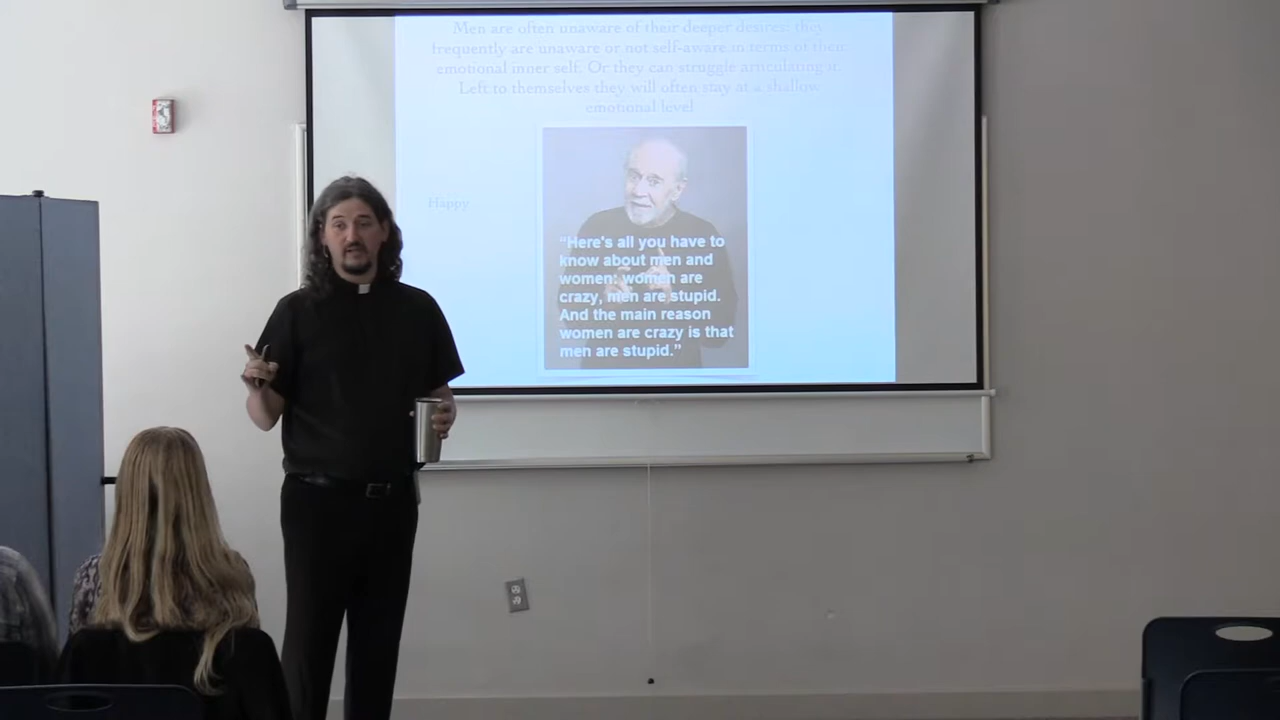 Men are often unaware of their deeper desires; they
frequently are unaware or not self-aware in terms of their
emotional inner self. Or they can struggle articulating it.
Left to themselves they will often stay at a shallow
emotional level
Happy
“Here's all you have to
know about men and
women: women are
crazy, men are stupid.
And the main reason
women are crazy is that
men are stupid.”